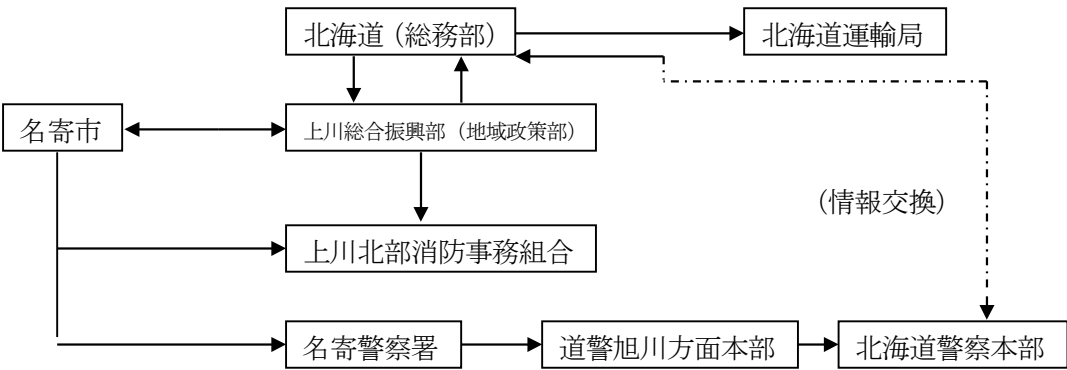 北海道（総務部）
北海道運輸局
名寄市
上川総合振興部（地域政策部）
（情報交換）
上川北部消防事務組合
名寄警察署
道警旭川方面本部
北海道警察本部